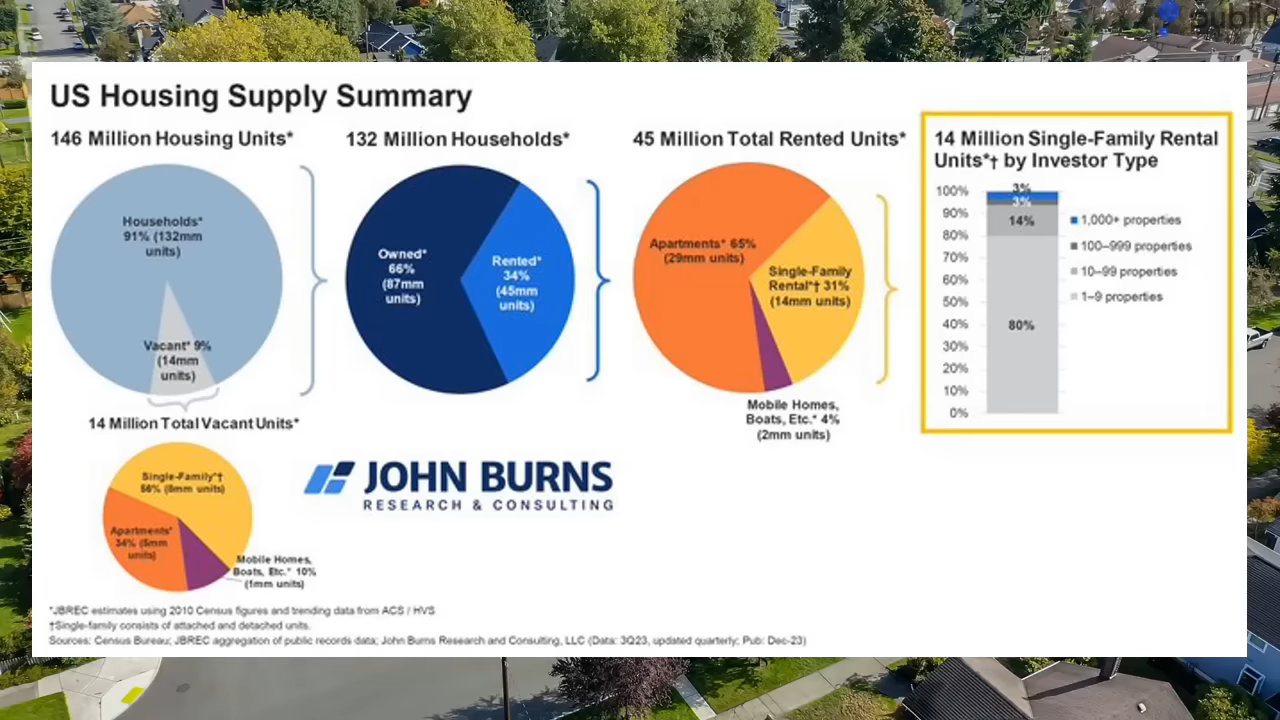 publiq
US Housing Supply Summary
146 Million Housing Units*
Households*
91% (132mm
units)
Vacant* 9%
(14mm
units)
132 Million Households*
Owned*
66%
(87mm
units)
Rented*
34%
(45mm
units)
45 Million Total Rented Units*
Apartments* 65%
(29mm units)
Single-Family
Rental*† 31%
(14mm units)
Mobile Homes,
Boats, Etc.* 4%
(2mm units)
14 Million Single-Family Rental
Units*† by Investor Type
100%
90%
80%
70%
60%
50%
40%
30%
20%
10%
0%
3%
3%
14%
80%
1,000+ properties
100–999 properties
10–99 properties
1–9 properties
14 Million Total Vacant Units*
Single-Family*†
56% (8mm units)
Apartments*
34% (5mm
units)
Mobile Homes,
Boats, Etc.* 10%
(1mm units)
JOHN BURNS
RESEARCH & CONSULTING
*JBREC estimates using 2010 Census figures and trending data from ACS / HVS
†Single-family consists of attached and detached units.
Sources: Census Bureau; JBREC aggregation of public records data; John Burns Research and Consulting, LLC (Data: 3Q23, updated quarterly; Pub: Dec-23)